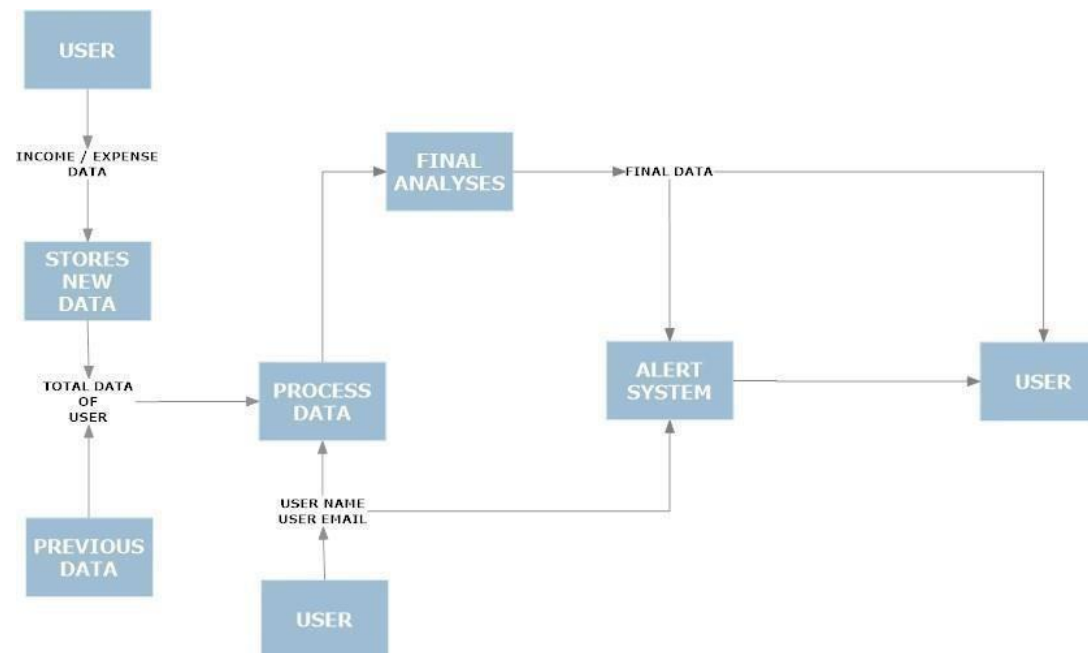 USER
INCOME / EXPENSE
DATA
STORES
NEW
DATA
TOTAL DATA
OF
USER
PREVIOUS
DATA
PROCESS
DATA
USER NAME
USER EMAIL
USER
FINAL
ANALYSES
FINAL DATA
ALERT
SYSTEM
USER